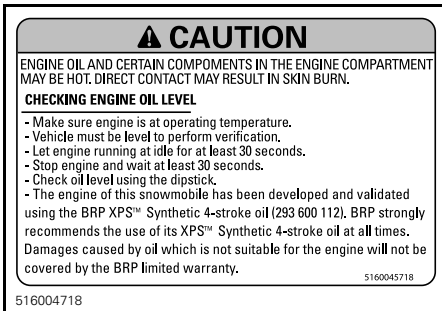 CAUTION
ENGINE OIL AND CERTAIN COMPOMENTS IN THE ENGINE COMPARTMENT
MAY BE HOT. DIRECT CONTACT MAY RESULT IN SKIN BURN.
CHECKING ENGINE OIL LEVEL
- Make sure engine is at operating temperature.
- Vehicle must be level to perform verification.
- Let engine running at idle for at least 30 seconds.
- Stop engine and wait at least 30 seconds.
- Check oil level using the dipstick.
- The engine of this snowmobile has been developed and validated
using the BRP XPS™ Synthetic 4-stroke oil (293 600 112). BRP strongly
recommends the use of its XPS™ Synthetic 4-stroke oil at all times.
Damages caused by oil which is not suitable for the engine will not be
covered by the BRP limited warranty.
5160045718
516004718